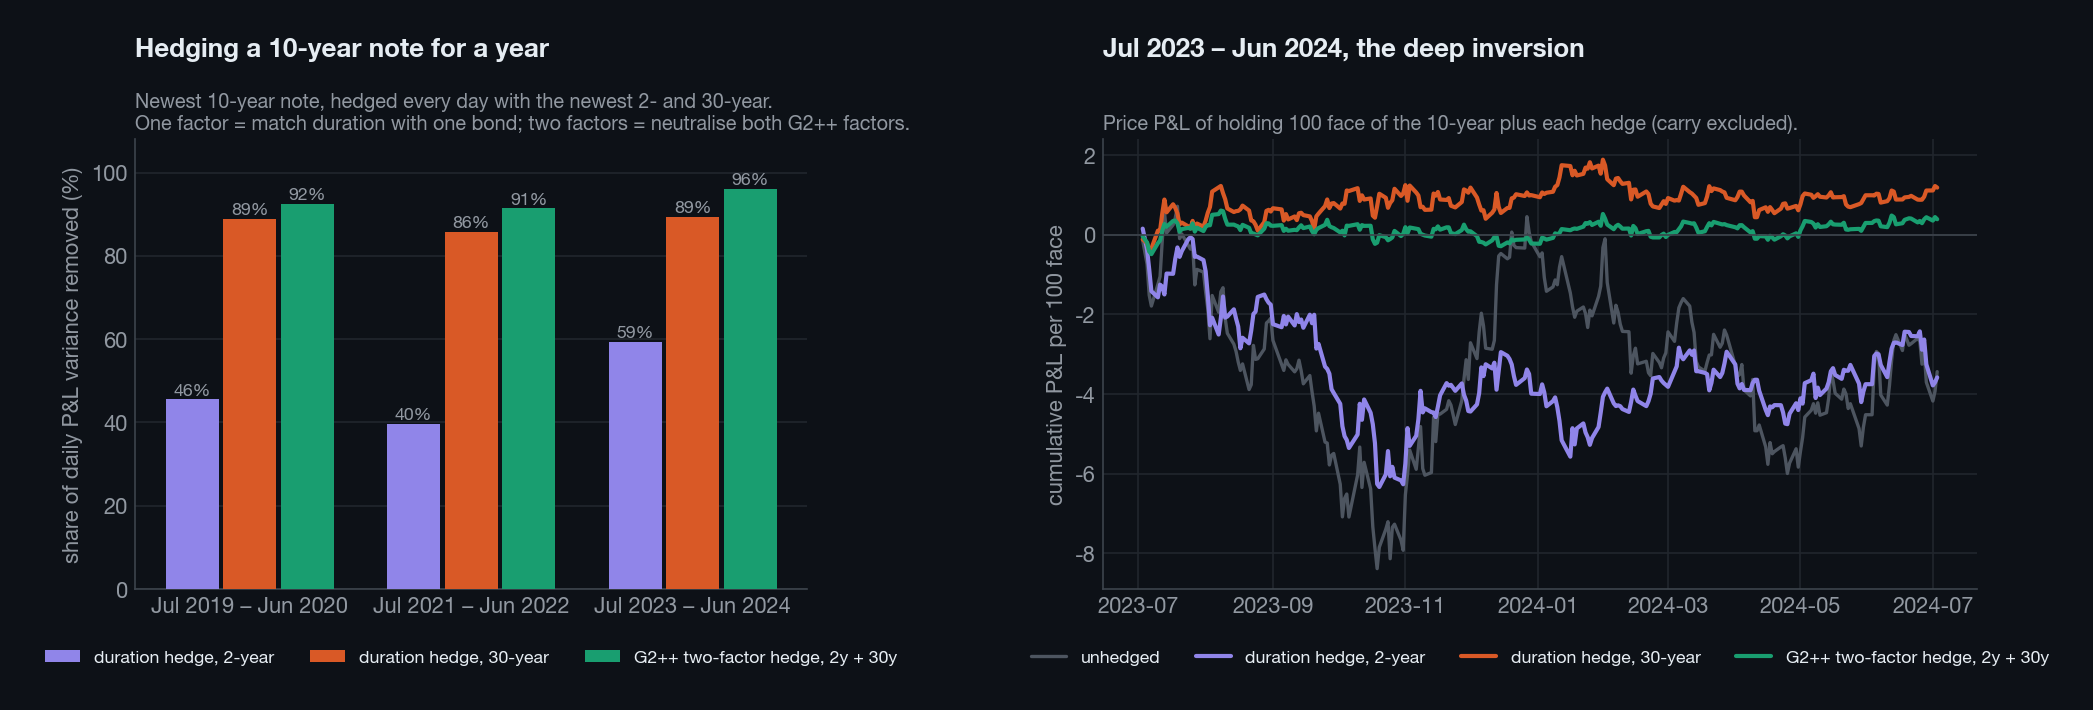 Hedging a 10-year note for a year
Newest 10-year note, hedged every day with the newest 2- and 30-year.
One factor = match duration with one bond; two factors = neutralise both G2++ factors.
share of daily P&L variance removed (%)
100
80
60
40
20
0
46%
89%
92%
40%
86%
91%
59%
89%
96%
Jul 2019 – Jun 2020
Jul 2021 – Jun 2022
Jul 2023 – Jun 2024
duration hedge, 2-year
duration hedge, 30-year
G2++ two-factor hedge, 2y + 30y
Jul 2023 – Jun 2024, the deep inversion
Price P&L of holding 100 face of the 10-year plus each hedge (carry excluded).
cumulative P&L per 100 face
2
0
-2
-4
-6
-8
2023-07
2023-09
2023-11
2024-01
2024-03
2024-05
2024-07
unhedged
duration hedge, 2-year
duration hedge, 30-year
G2++ two-factor hedge, 2y + 30y